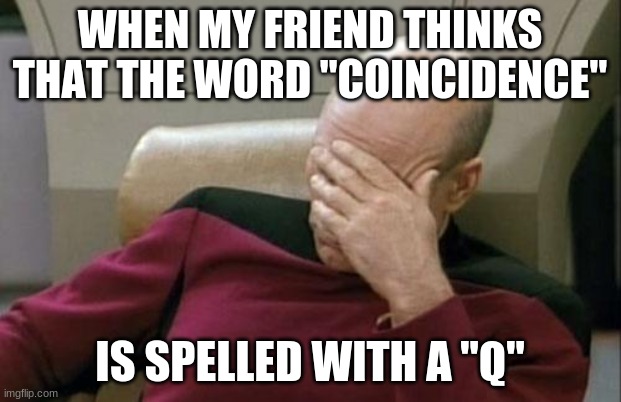 WHEN MY FRIEND THINKS
THAT THE WORD "COINCIDENCE"
IS SPELLED WITH A "Q"
imgflip.com